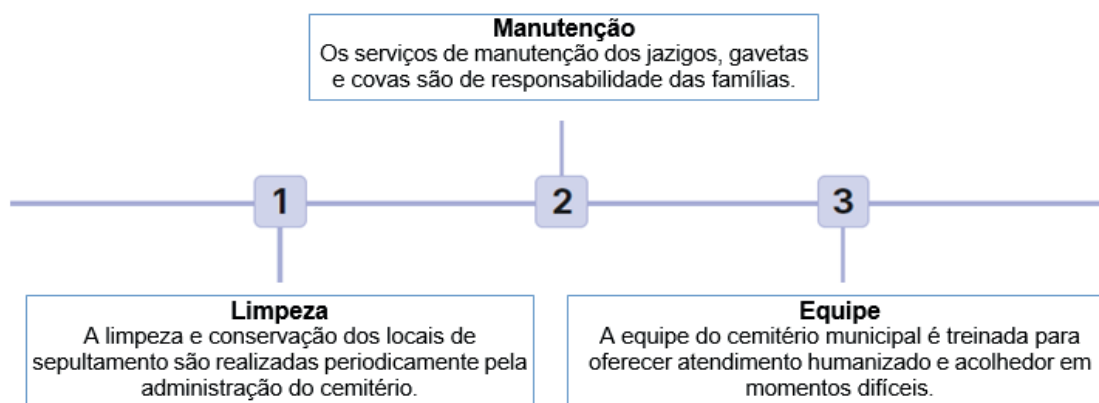 Manutenção
Os serviços de manutenção dos jazigos, gavetas
e covas são de responsabilidade das famílias.
1
2
3
Limpeza
A limpeza e conservação dos locais de
sepultamento são realizadas periodicamente pela
administração do cemitério.
Equipe
A equipe do cemitério municipal é treinada para
oferecer atendimento humanizado e acolhedor em
momentos difíceis.